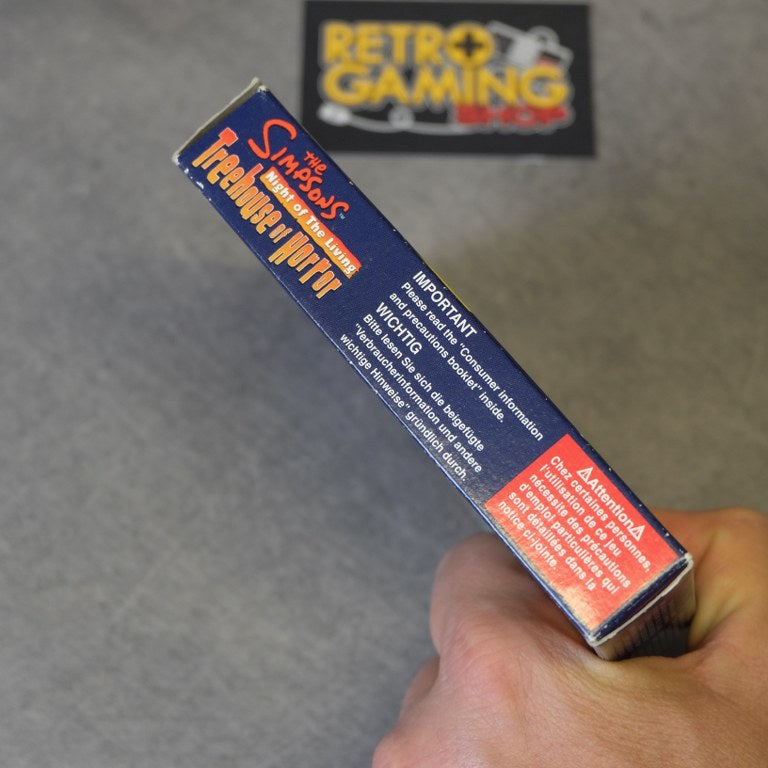 RETRO
GAMING
SHOP
THE
SIMPSONS™
Night of The Living
Treehouse of Horror
IMPORTANT
Please read the "Consumer information
and precautions booklet" inside.
WICHTIG
Bitte lesen Sie sich die beigefügte
"Verbraucherinformation und andere
wichtige Hinweise" gründlich durch.
⚠Attention⚠
Chez certaines personnes,
l'utilisation de ce jeu
nécessite des précautions
d'emploi particulières qui
sont détaillées dans la
notice ci-jointe.